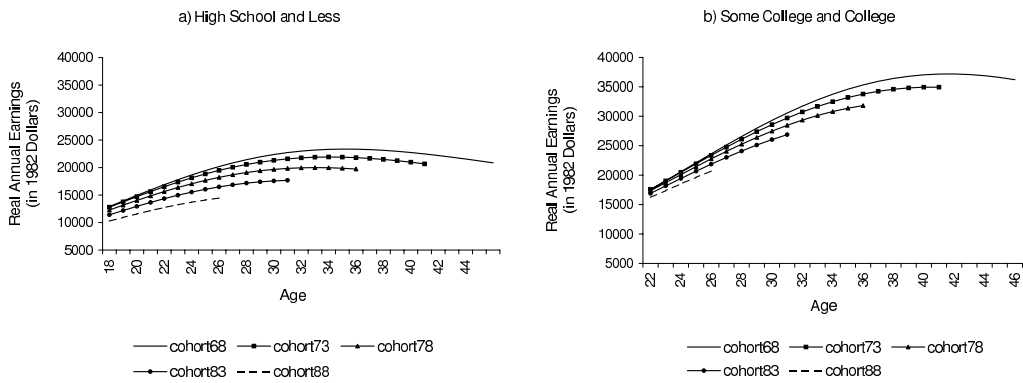 a) High School and Less
Real Annual Earnings
(in 1982 Dollars)
40000
35000
30000
25000
20000
15000
10000
5000
18 20 22 24 26 28 30 32 34 36 38 40 42 44
Age
cohort68 cohort73 cohort78
cohort83 cohort88
b) Some College and College
Real Annual Earnings
(in 1982 Dollars)
40000
35000
30000
25000
20000
15000
10000
5000
22 24 26 28 30 32 34 36 38 40 42 44 46
Age
cohort68 cohort73 cohort78
cohort83 cohort88